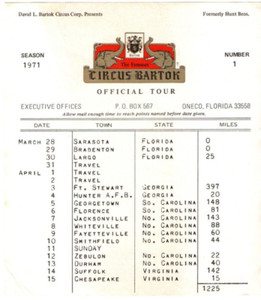 David L. Bartok Circus Corp. Presents Formerly Hunt Bros.
SEASON NUMBER
1971 1
The Famous
CIRCUS BARTOK
OFFICIAL TOUR
EXECUTIVE OFFICES P. O. BOX 567 ONECO, FLORIDA 33558
Allow mail enough time to reach points named before date given.
DATE TOWN STATE MILES
MARCH 28 SARASOTA FLORIDA 0
29 BRADENTON FLORIDA 0
30 LARGO FLORIDA 25
31 TRAVEL
APRIL 1 TRAVEL
2 TRAVEL
3 FT. STEWART GEORGIA 397
4 HUNTER A.F.B. GEORGIA 20
5 GEORGETOWN SO. CAROLINA 148
6 FLORENCE SO. CAROLINA 81
7 JACKSONVILLE NO. CAROLINA 143
8 WHITEVILLE NO. CAROLINA 88
9 FAYETTEVILLE NO. CAROLINA 60
10 SMITHFIELD NO. CAROLINA 44
11 SUNDAY
12 ZEBULON NO. CAROLINA 22
13 DURHAM NO. CAROLINA 40
14 SUFFOLK VIRGINIA 142
15 CHESAPEAKE VIRGINIA 15
1225